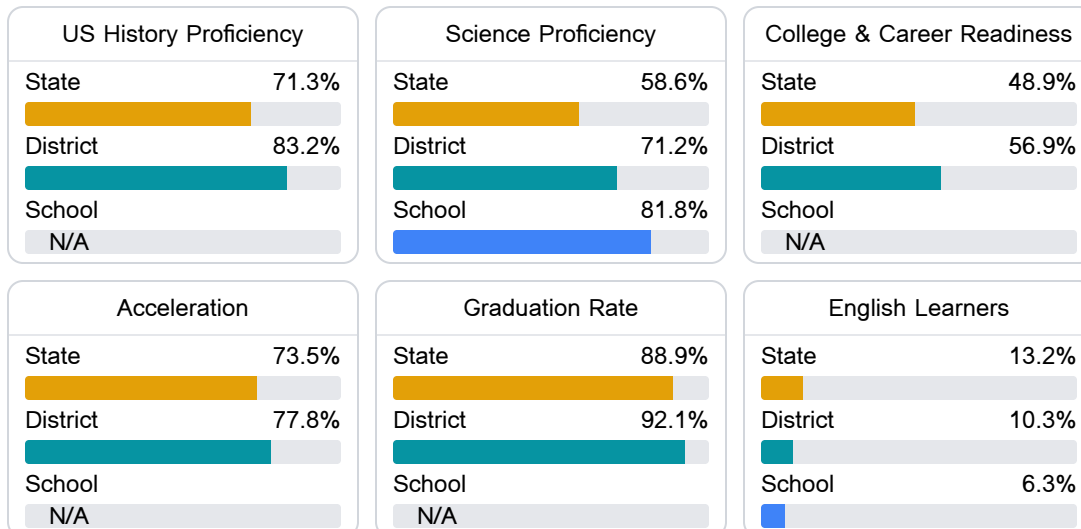 US History Proficiency
State 71.3%
District 83.2%
School
N/A
Science Proficiency
State 58.6%
District 71.2%
School 81.8%
College & Career Readiness
State 48.9%
District 56.9%
School
N/A
Acceleration
State 73.5%
District 77.8%
School
N/A
Graduation Rate
State 88.9%
District 92.1%
School
N/A
English Learners
State 13.2%
District 10.3%
School 6.3%